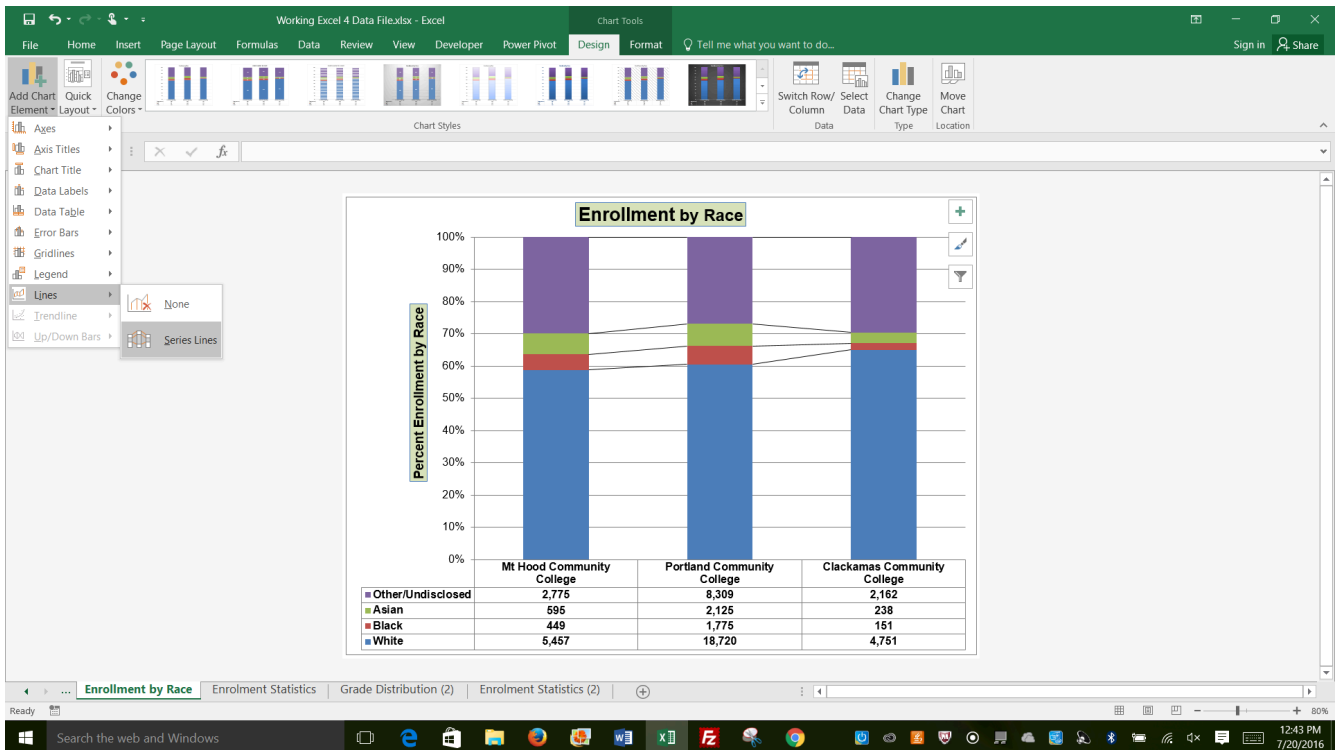 Working Excel 4 Data File.xlsx - Excel
Chart Tools
File Home Insert Page Layout Formulas Data Review View Developer Power Pivot Design Format Tell me what you want to do... Sign in Share
Add Chart Element
Quick Layout
Change Colors
Switch Row/ Column
Select Data
Change Chart Type
Move Chart
Chart Styles Data Type Location
fx
Axes
Axis Titles
Chart Title
Data Labels
Data Table
Error Bars
Gridlines
Legend
Lines
Trendline
Up/Down Bars
None
Series Lines
Enrollment by Race
Percent Enrollment by Race
100%
90%
80%
70%
60%
50%
40%
30%
20%
10%
0%
Mt Hood Community College
Portland Community College
Clackamas Community College
Other/Undisclosed 2,775 8,309 2,162
Asian 595 2,125 238
Black 449 1,775 151
White 5,457 18,720 4,751
... Enrollment by Race Enrolment Statistics Grade Distribution (2) Enrolment Statistics (2)
Ready
80%
Search the web and Windows
12:43 PM
7/20/2016